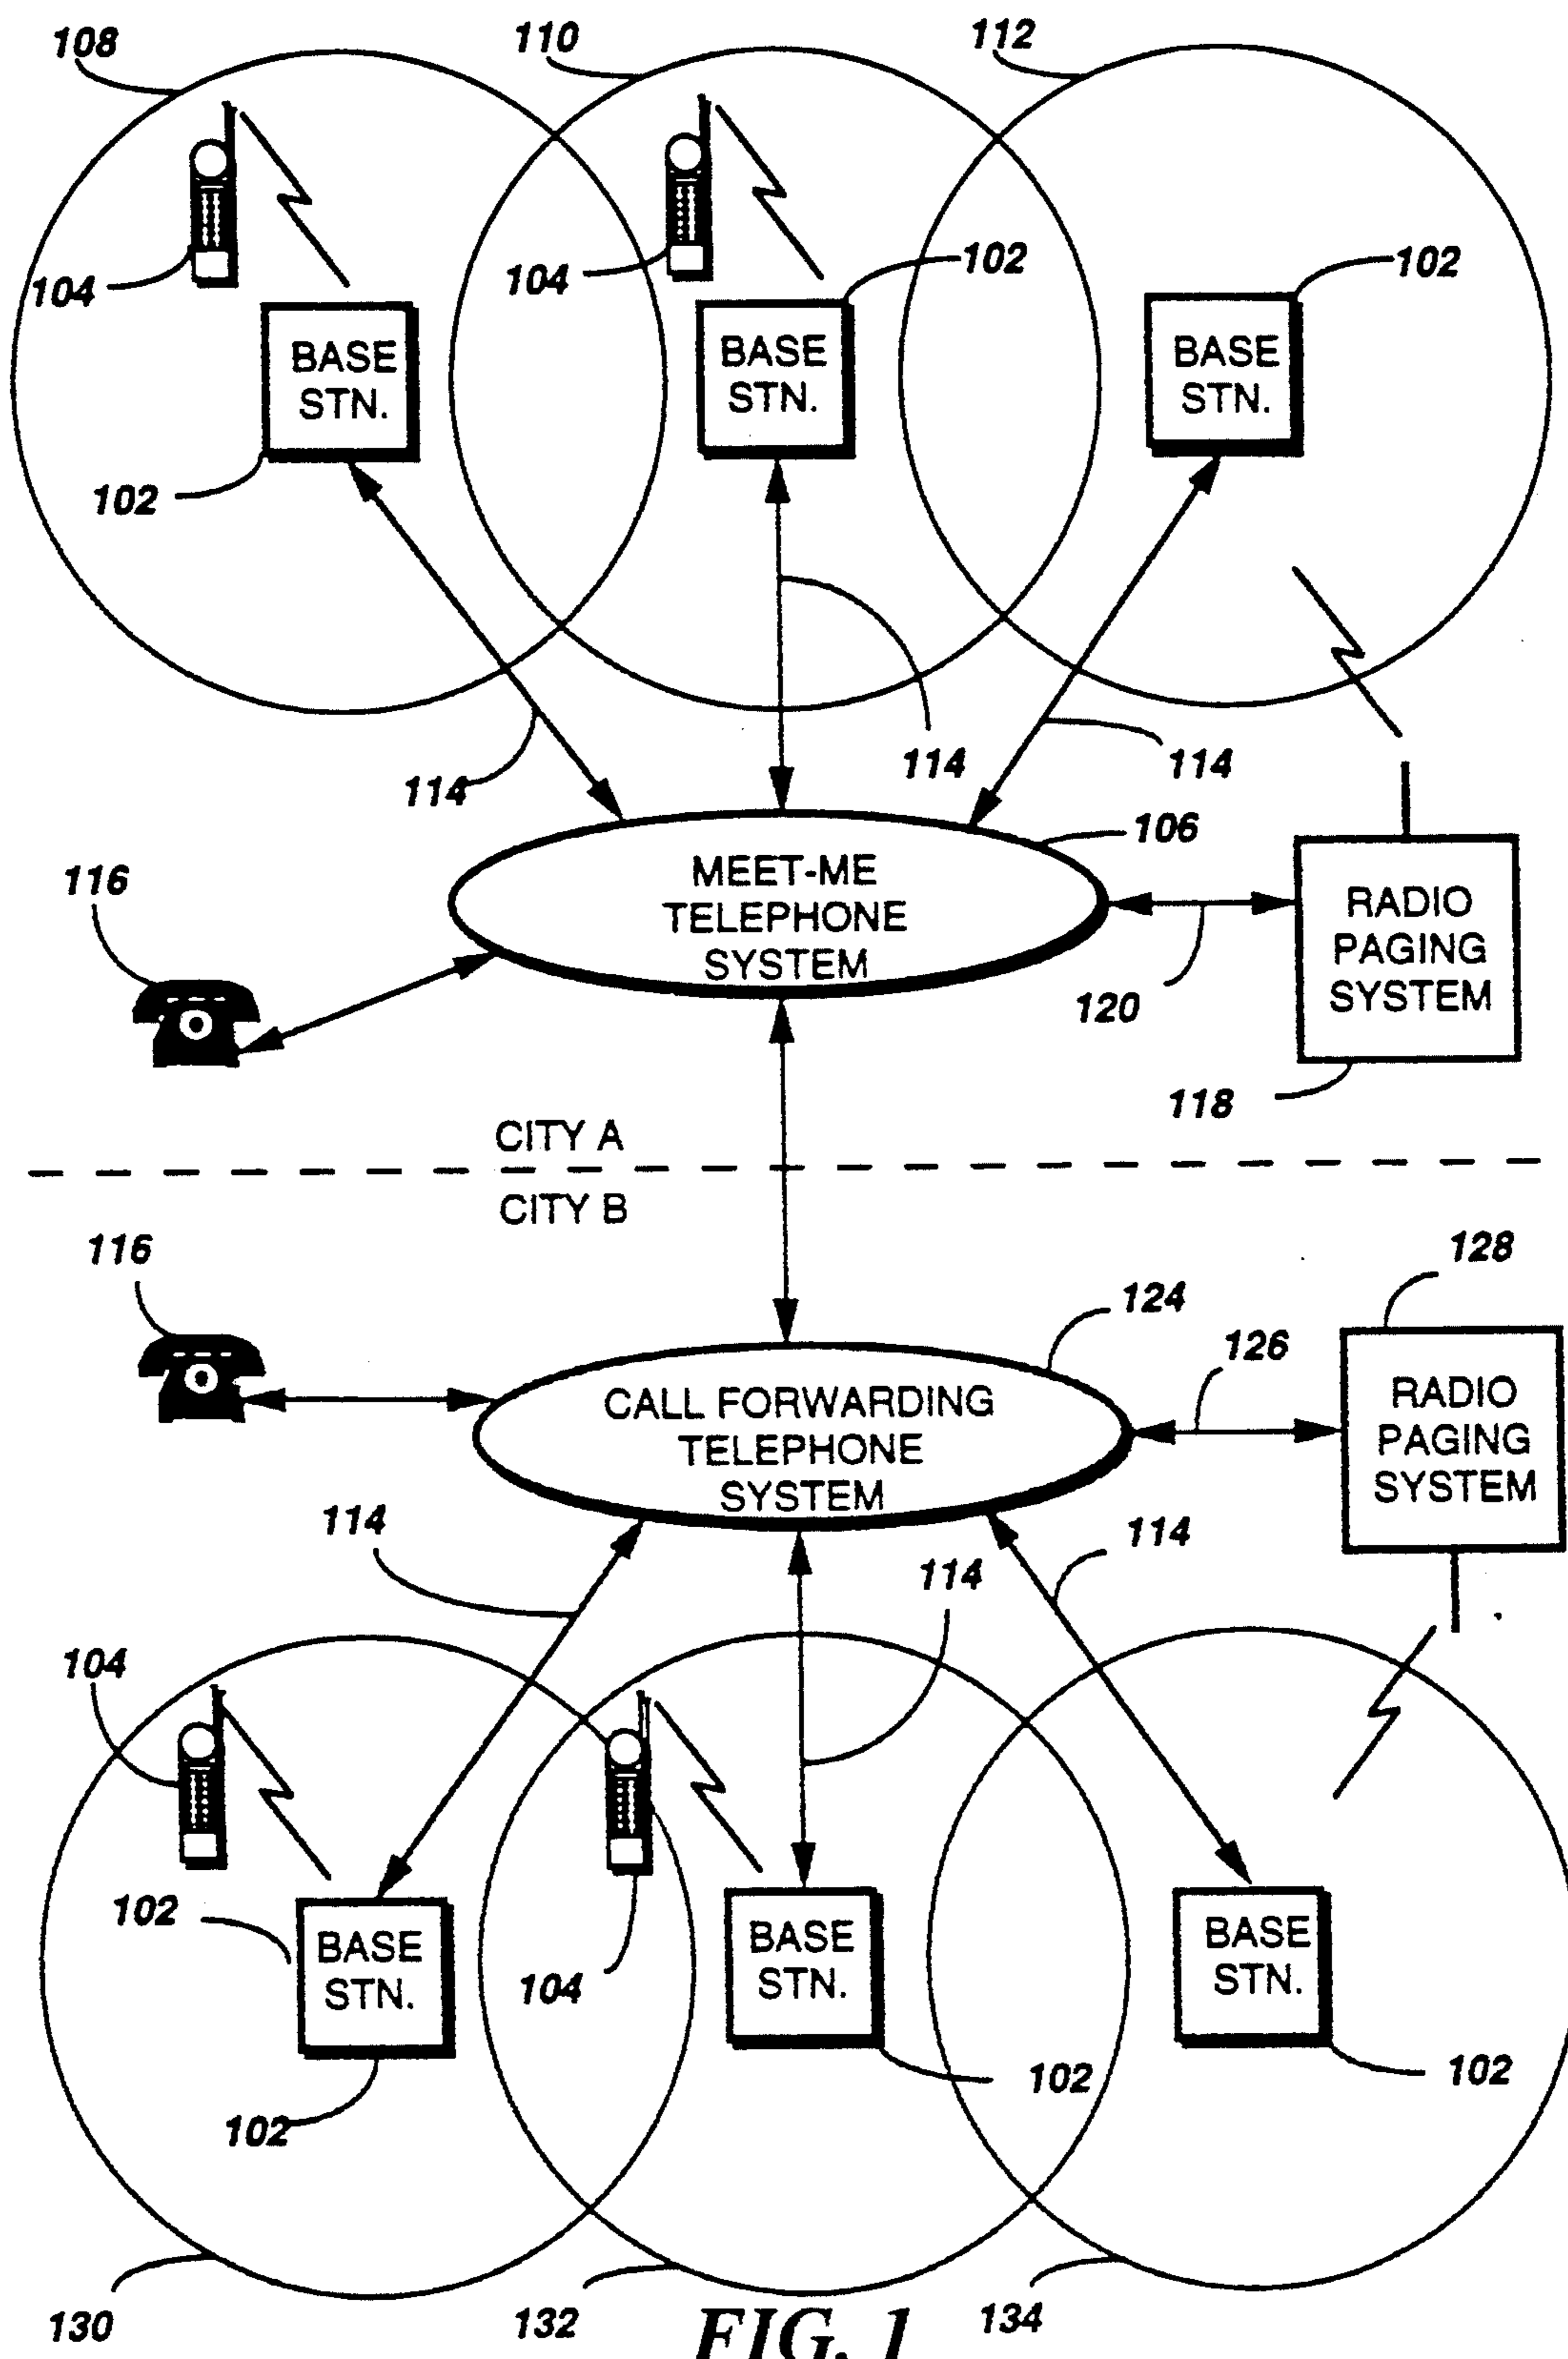 108
110
112
104
104
102
102
BASE
STN.
BASE
STN.
BASE
STN.
102
114
114
114
106
116
MEET-ME
TELEPHONE
SYSTEM
RADIO
PAGING
SYSTEM
120
118
CITY A
CITY B
116
128
124
126
CALL FORWARDING
TELEPHONE
SYSTEM
RADIO
PAGING
SYSTEM
114
114
114
104
102
104
BASE
STN.
BASE
STN.
BASE
STN.
102
102
102
130
132
134
FIG. 1